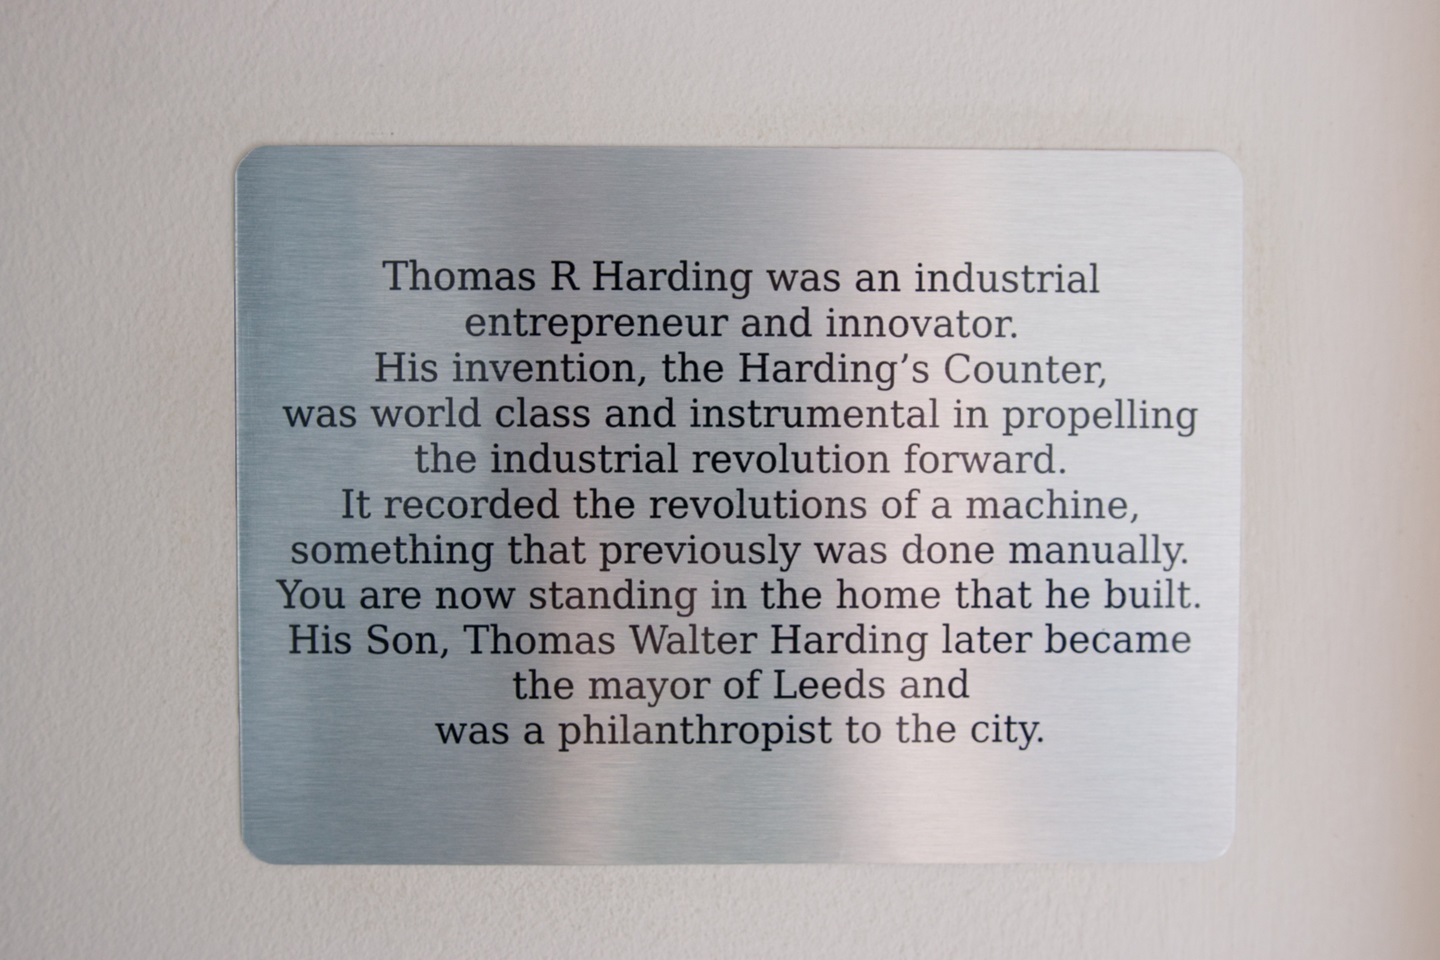 Thomas R Harding was an industrial
entrepreneur and innovator.
His invention, the Harding’s Counter,
was world class and instrumental in propelling
the industrial revolution forward.
It recorded the revolutions of a machine,
something that previously was done manually.
You are now standing in the home that he built.
His Son, Thomas Walter Harding later became
the mayor of Leeds and
was a philanthropist to the city.